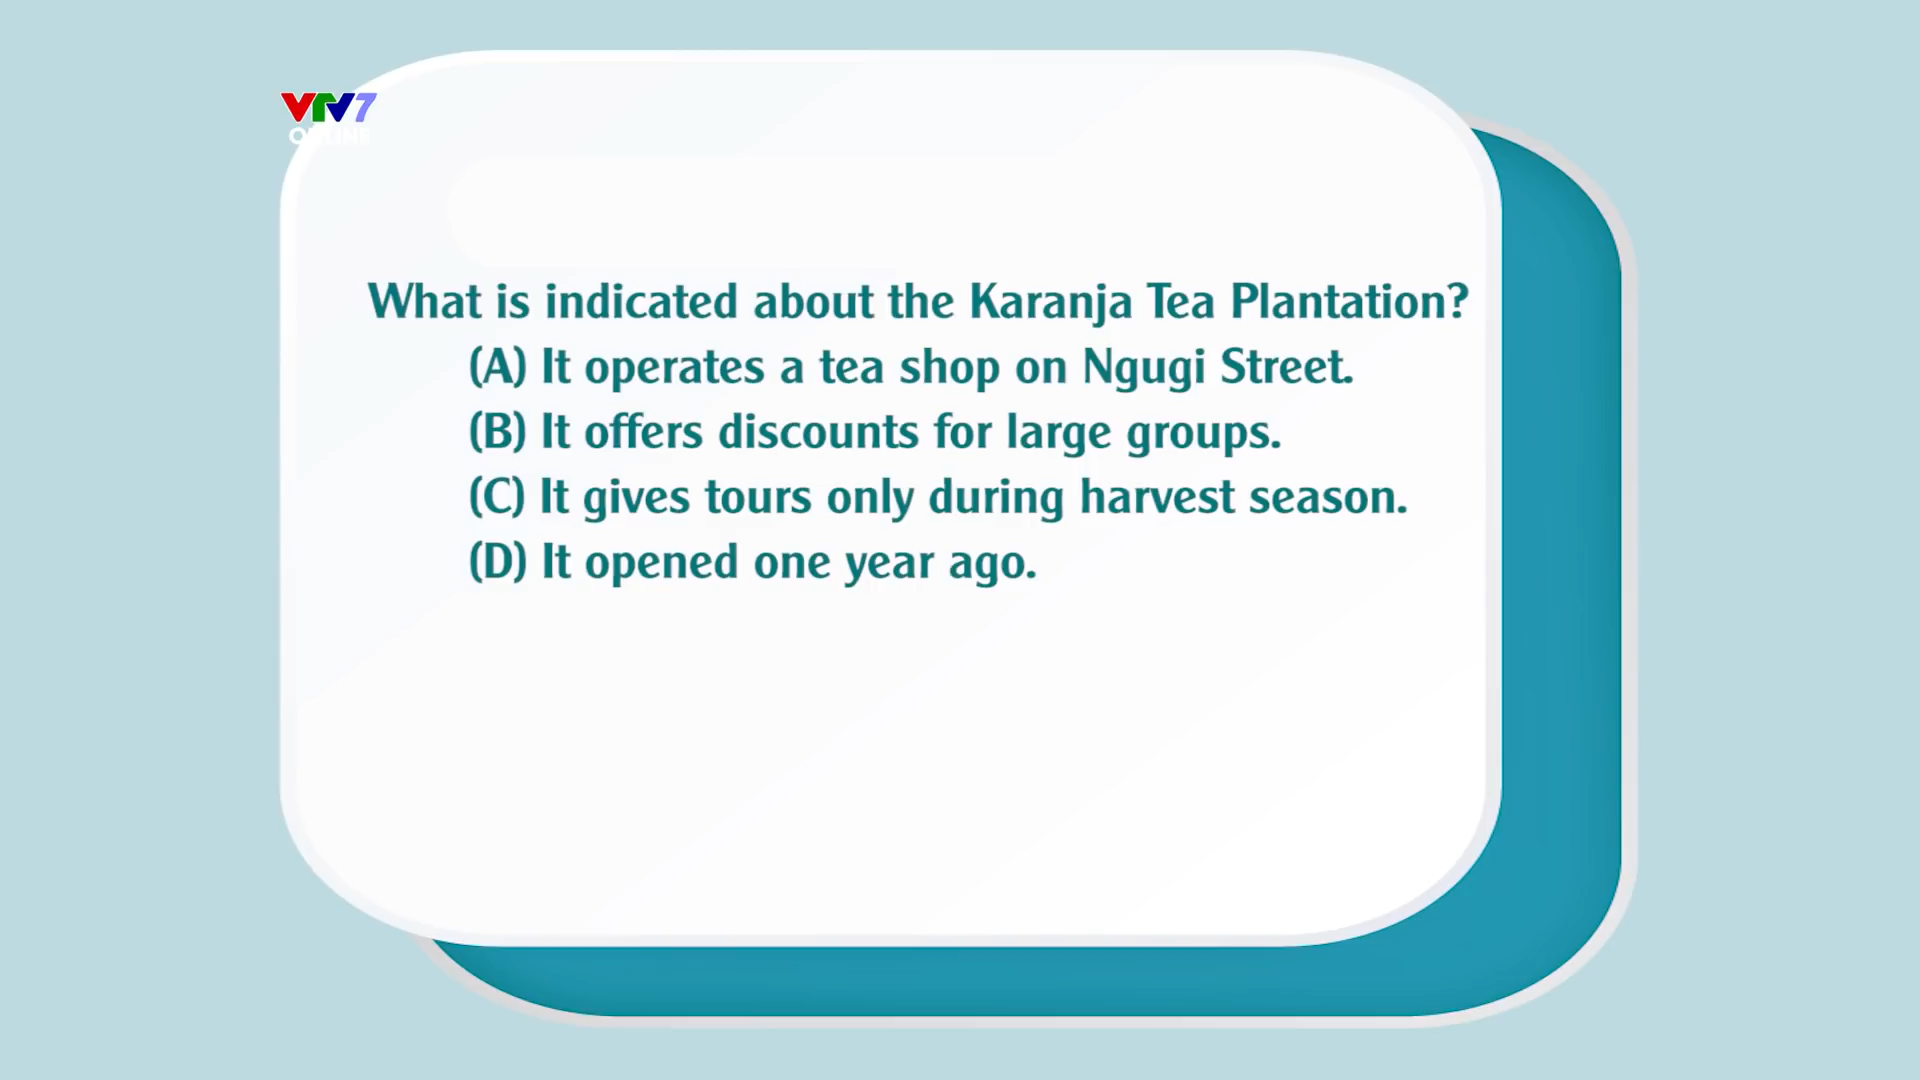 VTV7
ONLINE
What is indicated about the Karanja Tea Plantation?
(A) It operates a tea shop on Ngugi Street.
(B) It offers discounts for large groups.
(C) It gives tours only during harvest season.
(D) It opened one year ago.